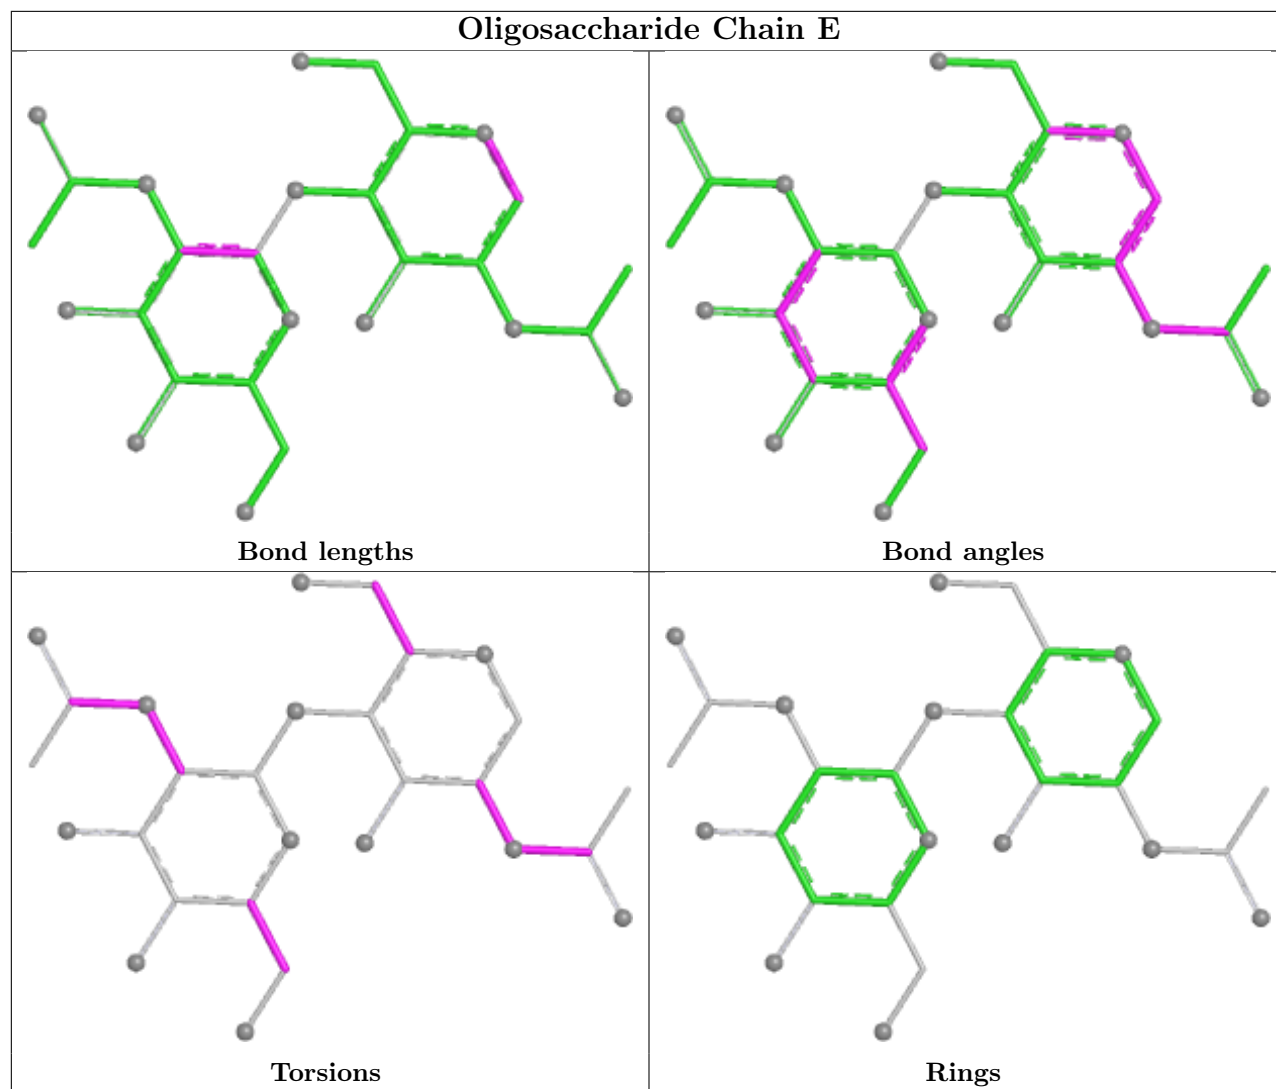 Oligosaccharide Chain E
Bond lengths
Bond angles
Torsions
Rings